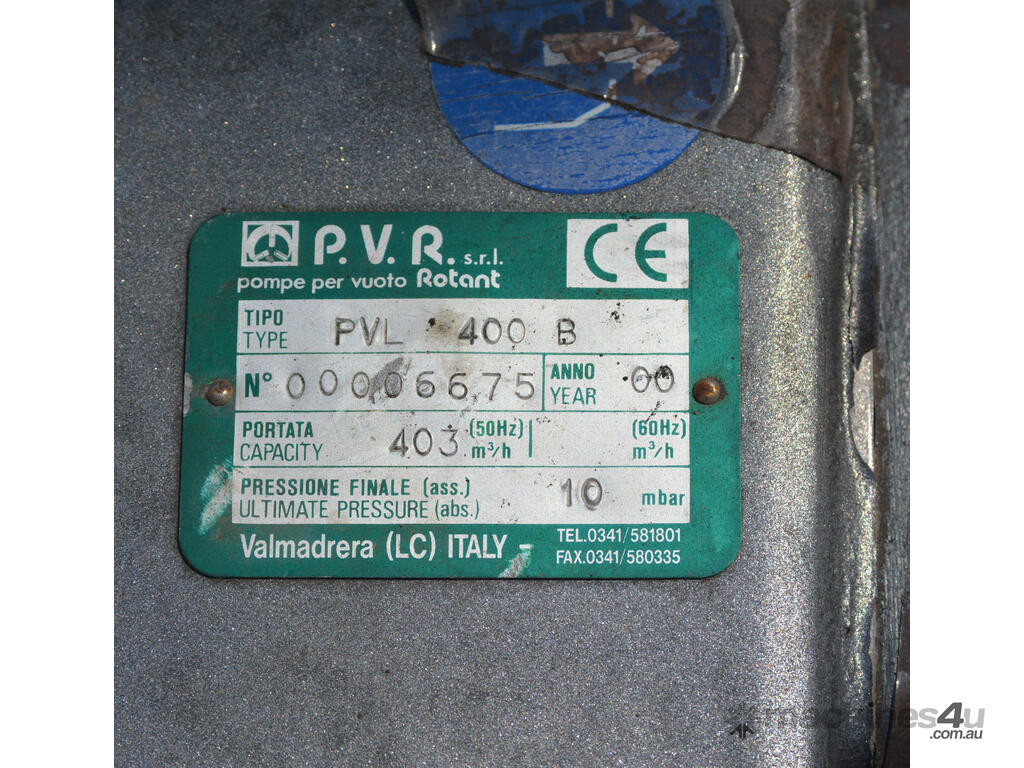 P.V.R. s.r.l.
pompe per vuoto Rotant
CE
TIPO
TYPE
PVL 400 B
N° 00006675
ANNO
YEAR
00
PORTATA
CAPACITY
403
(50Hz)
m³/h
(60Hz)
m³/h
PRESSIONE FINALE (ass.)
ULTIMATE PRESSURE (abs.)
10 mbar
Valmadrera (LC) ITALY -
TEL.0341/581801
FAX.0341/580335
machines4u
.com.au